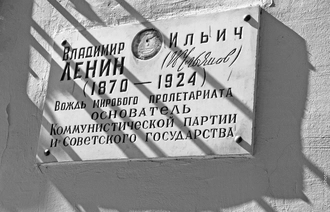 Владимир Ильич
ЛЕНИН (Ульянов)
(1870—1924)
Вождь мирового пролетариата
основатель
Коммунистической партии
и Советского государства